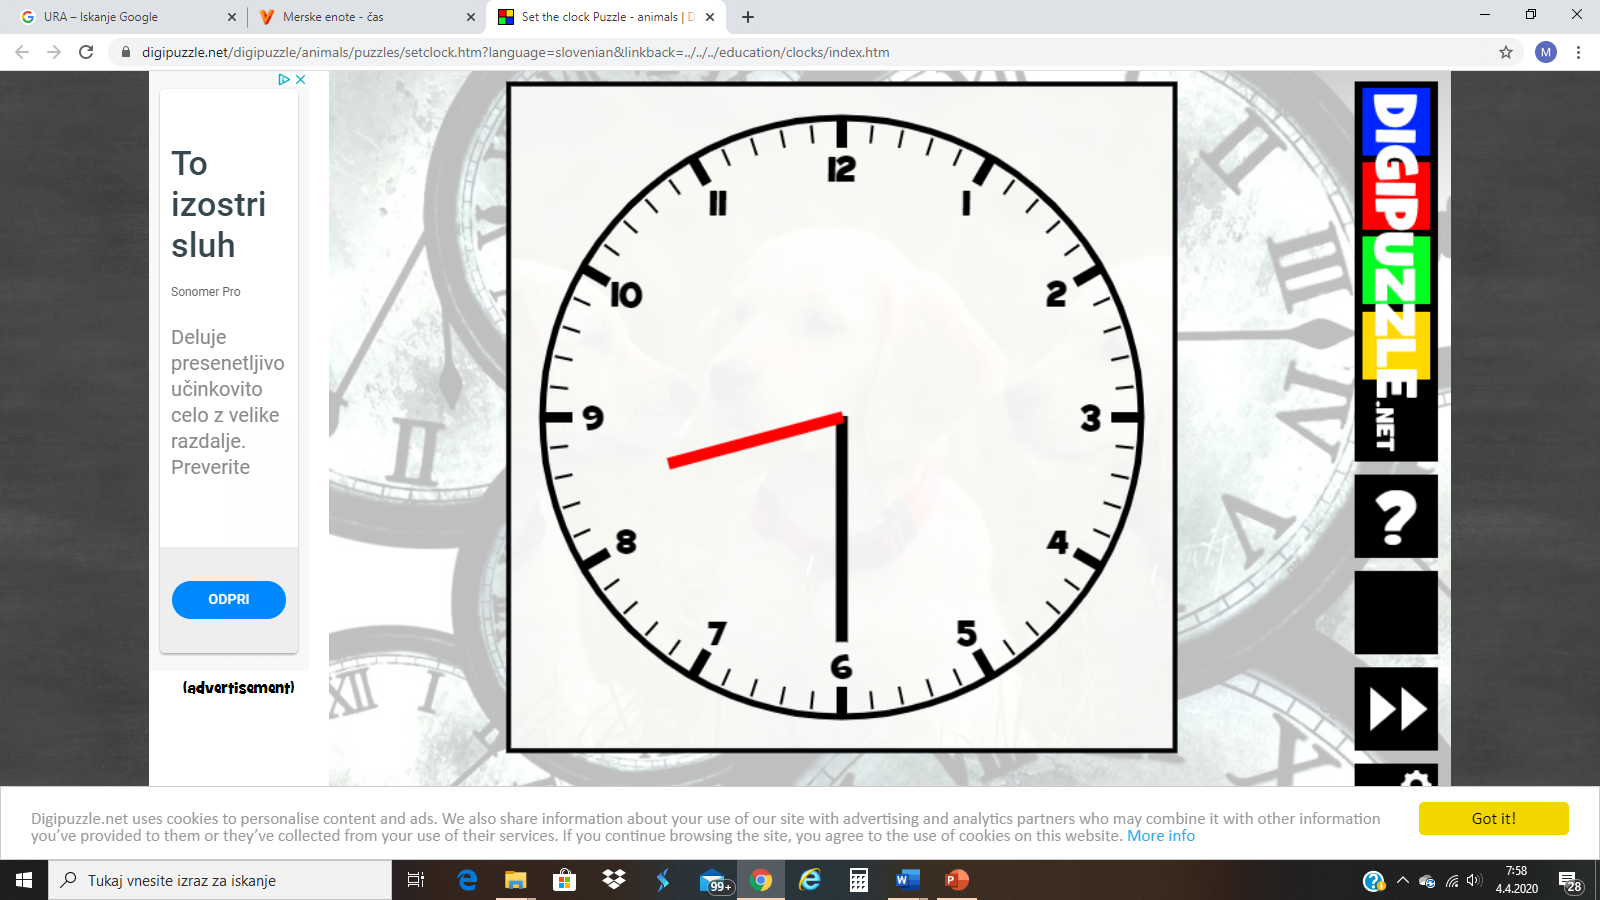 URA – Iskanje Google
Merske enote - čas
Set the clock Puzzle - animals | D
digipuzzle.net/digipuzzle/animals/puzzles/setclock.htm?language=slovenian&linkback=../../../education/clocks/index.htm
M
To
izostri
sluh
Sonomer Pro
Deluje
presenetljivo
učinkovito
celo z velike
razdalje.
Preverite
ODPRI
(advertisement)
12
11
1
10
2
9
3
8
4
7
5
6
DIGIPUZZLE.NET
?
Digipuzzle.net uses cookies to personalise content and ads. We also share information about your use of our site with advertising and analytics partners who may combine it with other information
you’ve provided to them or they’ve collected from your use of their services. If you continue browsing the site, you agree to the use of cookies on this website. More info
Got it!
Tukaj vnesite izraz za iskanje
99+
7:58
4.4.2020
28